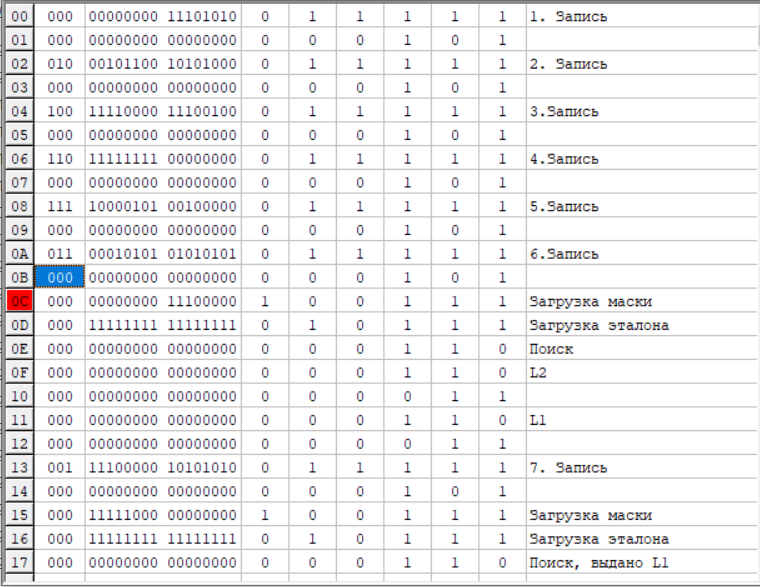 00 000 00000000 11101010 0 1 1 1 1 1 1. Запись
01 000 00000000 00000000 0 0 0 1 0 1
02 010 00101100 10101000 0 1 1 1 1 1 2. Запись
03 000 00000000 00000000 0 0 0 1 0 1
04 100 11110000 11100100 0 1 1 1 1 1 3.Запись
05 000 00000000 00000000 0 0 0 1 0 1
06 110 11111111 00000000 0 1 1 1 1 1 4.Запись
07 000 00000000 00000000 0 0 0 1 0 1
08 111 10000101 00100000 0 1 1 1 1 1 5.Запись
09 000 00000000 00000000 0 0 0 1 0 1
0A 011 00010101 01010101 0 1 1 1 1 1 6.Запись
0B 000 00000000 00000000 0 0 0 1 0 1
0C 000 00000000 11100000 1 0 0 1 1 1 Загрузка маски
0D 000 11111111 11111111 0 1 0 1 1 1 Загрузка эталона
0E 000 00000000 00000000 0 0 0 1 1 0 Поиск
0F 000 00000000 00000000 0 0 0 1 1 0 L2
10 000 00000000 00000000 0 0 0 0 1 1
11 000 00000000 00000000 0 0 0 1 1 0 L1
12 000 00000000 00000000 0 0 0 0 1 1
13 001 11100000 10101010 0 1 1 1 1 1 7. Запись
14 000 00000000 00000000 0 0 0 1 0 1
15 000 11111000 00000000 1 0 0 1 1 1 Загрузка маски
16 000 11111111 11111111 0 1 0 1 1 1 Загрузка эталона
17 000 00000000 00000000 0 0 0 1 1 0 Поиск, выдано L1